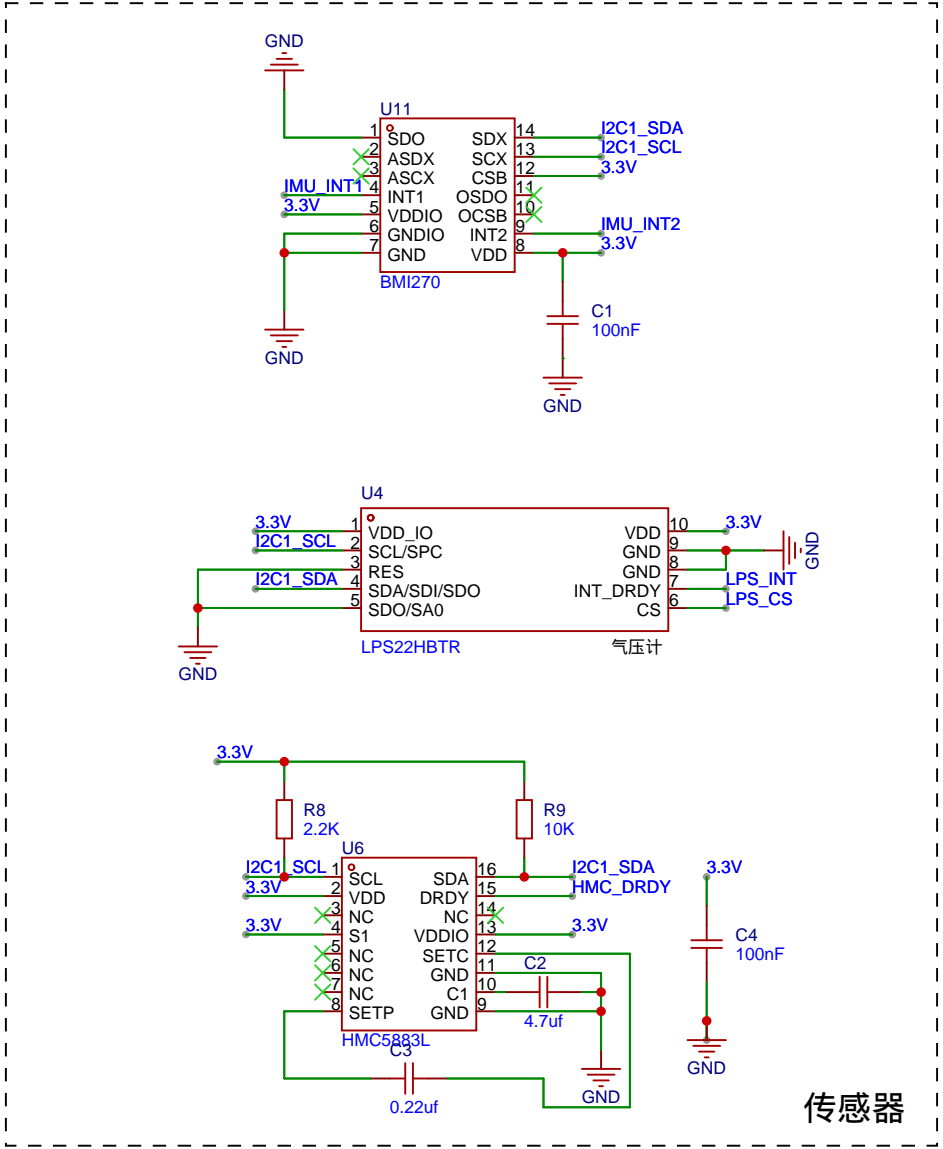 GND
U11
1 SDO SDX 14 I2C1_SDA
2 ASDX SCX 13 I2C1_SCL
3 ASCX CSB 12 3.3V
IMU_INT1 4 INT1 OSDO 11
3.3V 5 VDDIO OCSB 10
6 GNDIO INT2 9 IMU_INT2
7 GND VDD 8 3.3V
BMI270
C1
100nF
GND
GND
U4
3.3V 1 VDD_IO VDD 10 3.3V
I2C1_SCL 2 SCL/SPC GND 9 GND
3 RES GND 8
I2C1_SDA 4 SDA/SDI/SDO INT_DRDY 7 LPS_INT
5 SDO/SA0 CS 6 LPS_CS
LPS22HBTR 气压计
GND
3.3V
R8
2.2K
R9
10K
U6
I2C1_SCL 1 SCL SDA 16 I2C1_SDA
3.3V 2 VDD DRDY 15 HMC_DRDY
3 NC NC 14
3.3V 4 S1 VDDIO 13 3.3V
5 NC SETC 12
6 NC GND 11
7 NC C1 10
8 SETP GND 9
HMC5883L
C2
4.7uf
C3
0.22uf
GND
3.3V
C4
100nF
GND
传感器